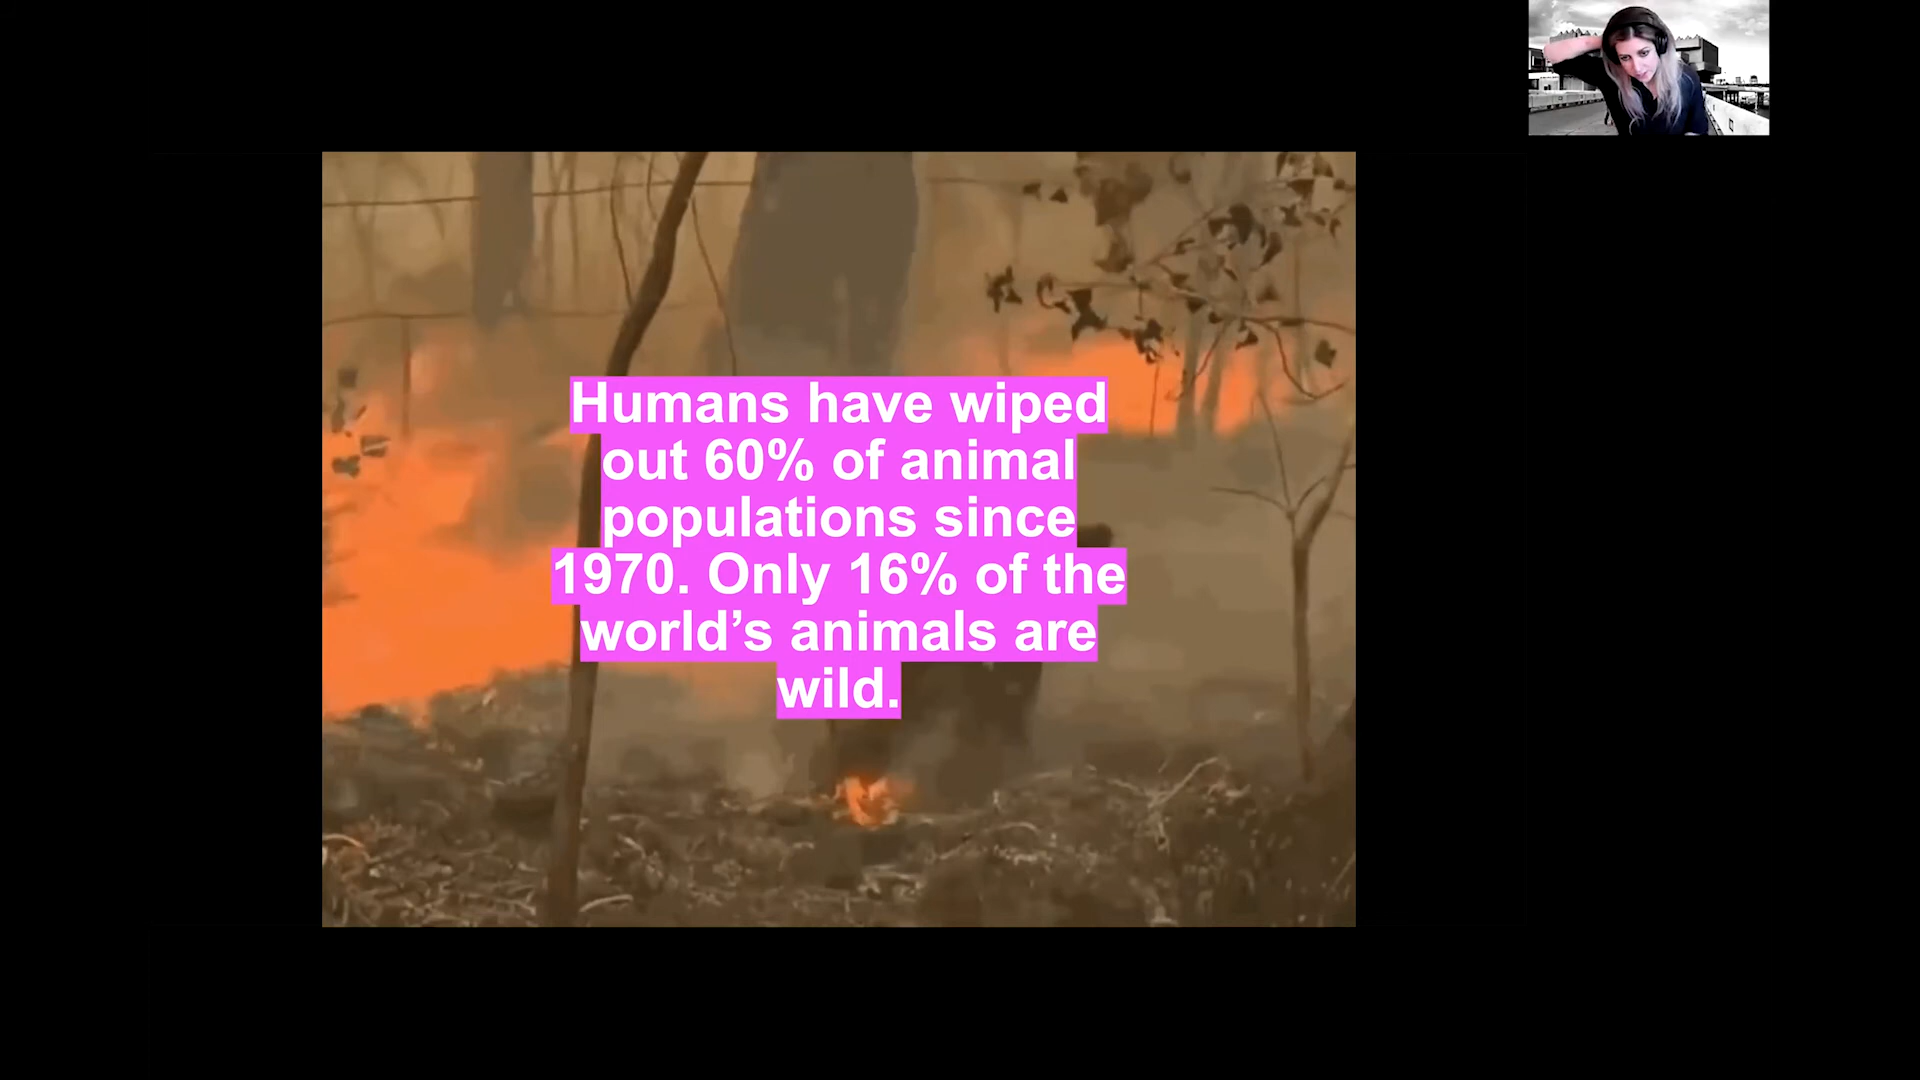 Humans have wiped
out 60% of animal
populations since
1970. Only 16% of the
world’s animals are
wild.